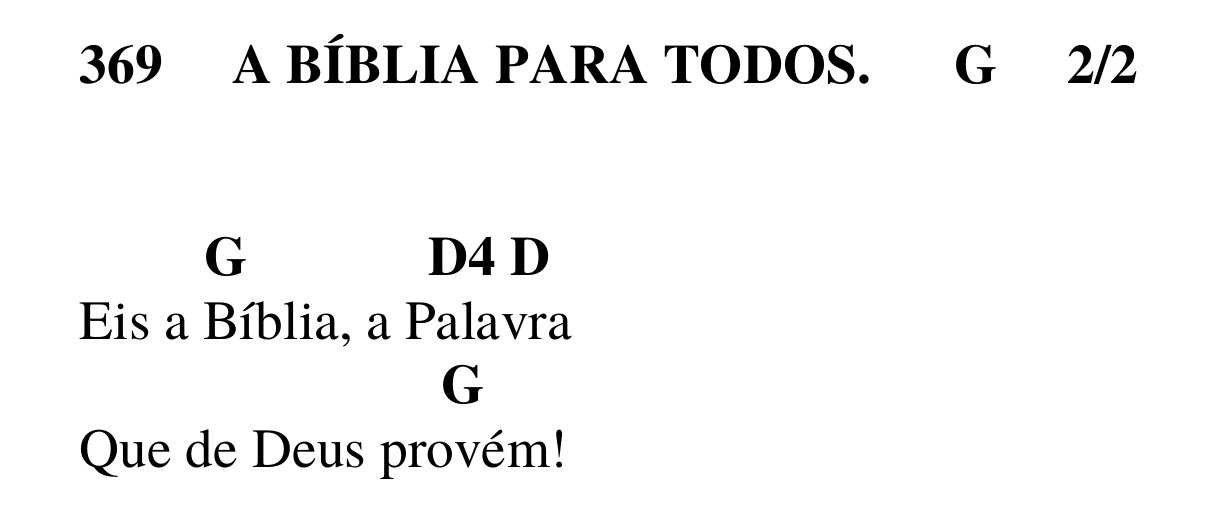 369 A BÍBLIA PARA TODOS. G 2/2
G D4 D
Eis a Bíblia, a Palavra
G
Que de Deus provém!